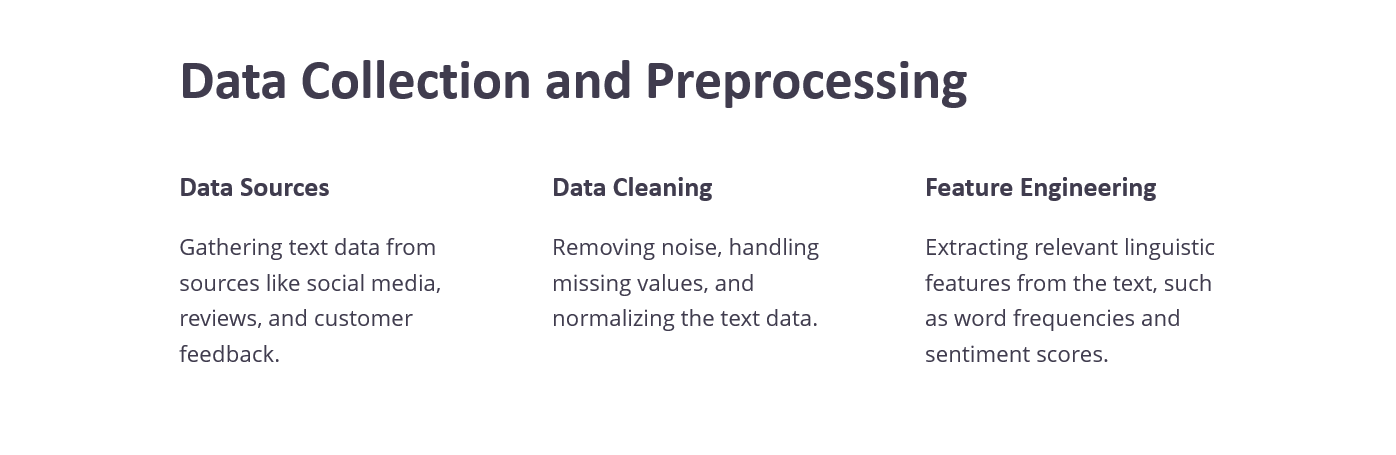 Data Collection and Preprocessing
Data Sources
Gathering text data from
sources like social media,
reviews, and customer
feedback.
Data Cleaning
Removing noise, handling
missing values, and
normalizing the text data.
Feature Engineering
Extracting relevant linguistic
features from the text, such
as word frequencies and
sentiment scores.